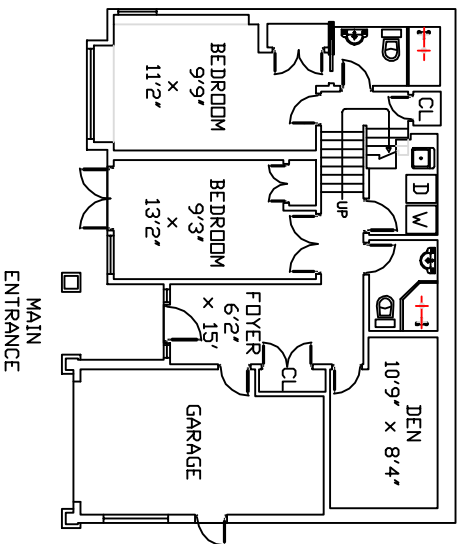 BEDROOM
9'9"
x
11'2"
CL
D
W
UP
BEDROOM
9'3"
x
13'2"
FOYER
6'2"
x 15'
CL
DEN
10'9" x 8'4"
GARAGE
MAIN
ENTRANCE